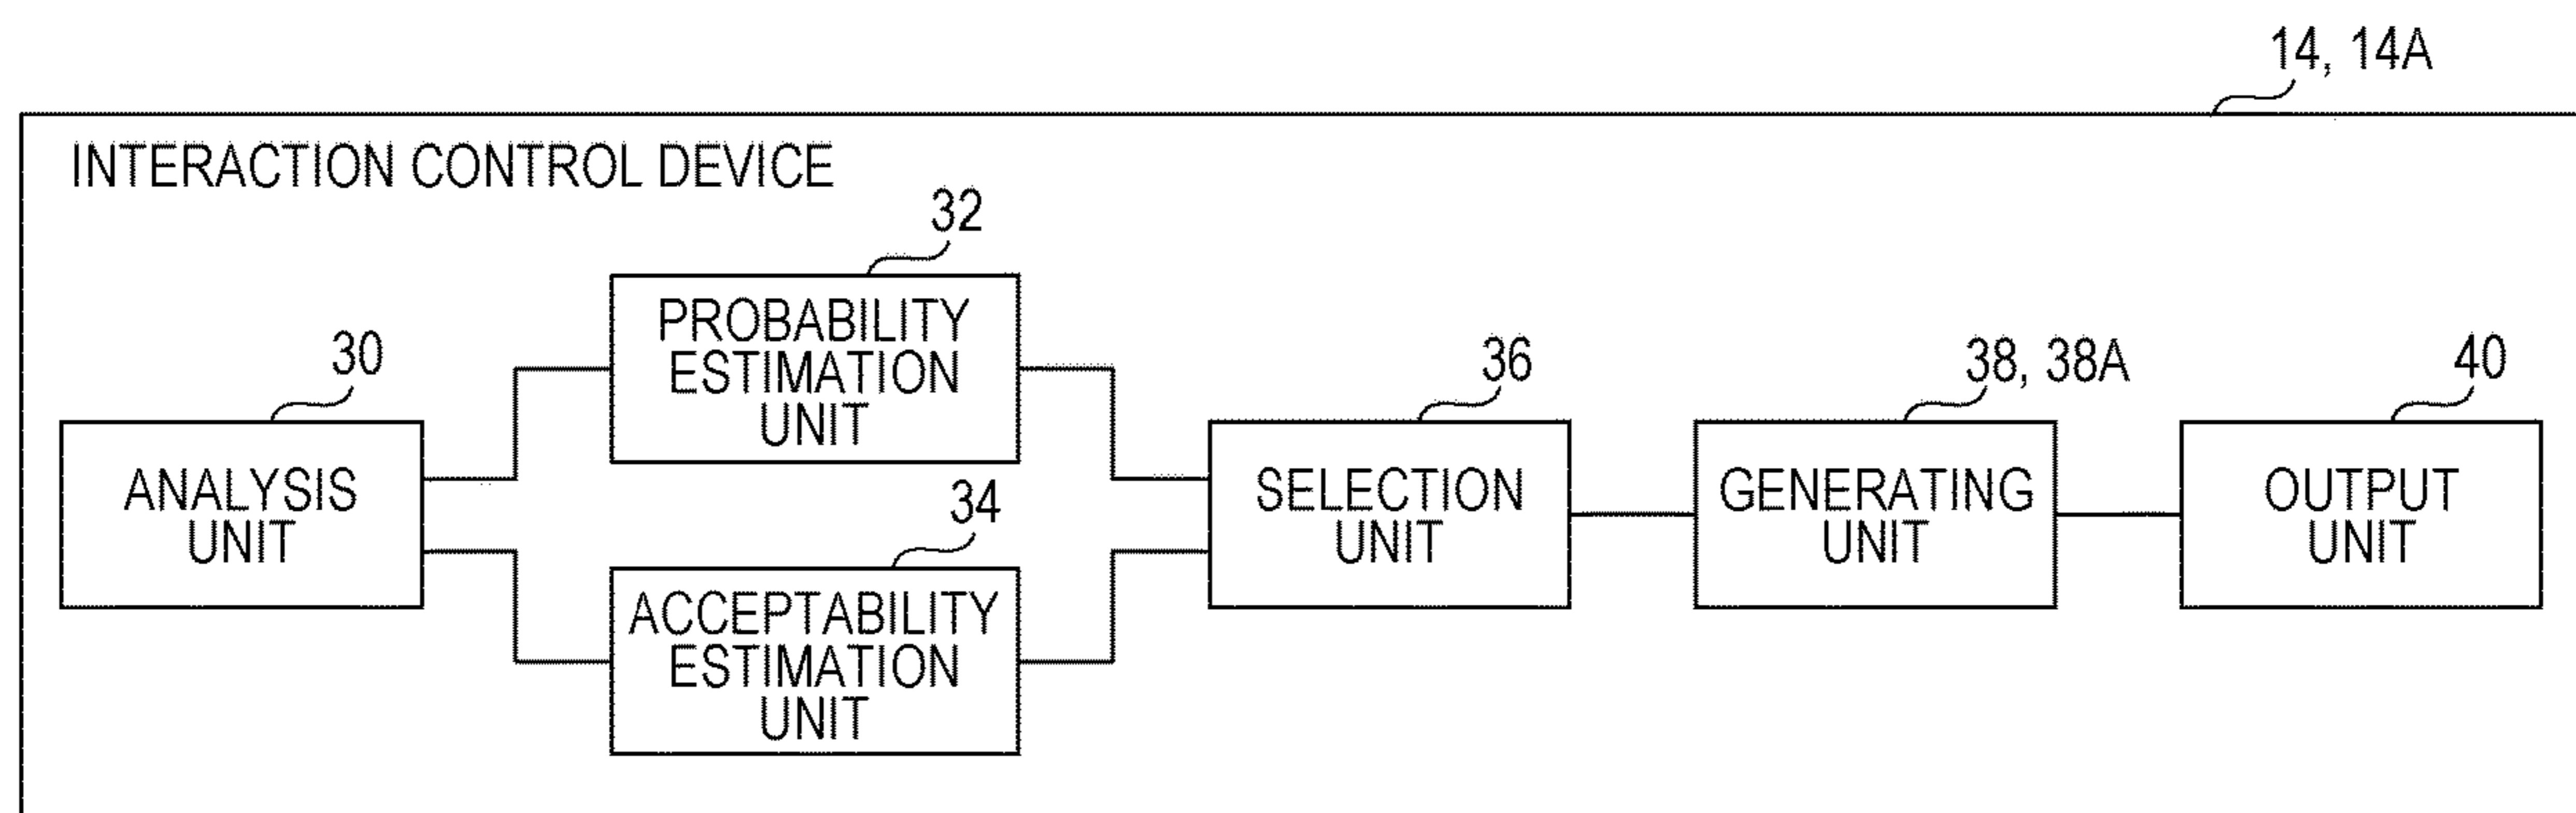 14, 14A
INTERACTION CONTROL DEVICE
32
PROBABILITY
ESTIMATION
UNIT
30
ANALYSIS
UNIT
34
ACCEPTABILITY
ESTIMATION
UNIT
36
SELECTION
UNIT
38, 38A
GENERATING
UNIT
40
OUTPUT
UNIT